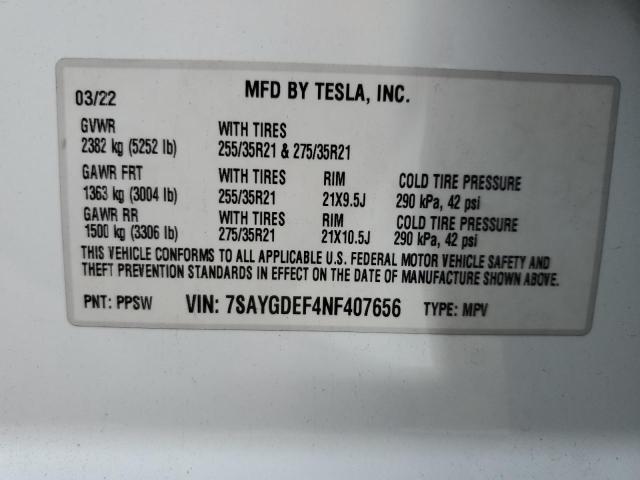 03/22 MFD BY TESLA, INC.
GVWR WITH TIRES
2382 kg (5252 lb) 255/35R21 & 275/35R21
GAWR FRT WITH TIRES RIM COLD TIRE PRESSURE
1363 kg (3004 lb) 255/35R21 21X9.5J 290 kPa, 42 psi
GAWR RR WITH TIRES RIM COLD TIRE PRESSURE
1500 kg (3306 lb) 275/35R21 21X10.5J 290 kPa, 42 psi
THIS VEHICLE CONFORMS TO ALL APPLICABLE U.S. FEDERAL MOTOR VEHICLE SAFETY AND
THEFT PREVENTION STANDARDS IN EFFECT ON THE DATE OF MANUFACTURE SHOWN ABOVE.
PNT: PPSW VIN: 7SAYGDEF4NF407656 TYPE: MPV